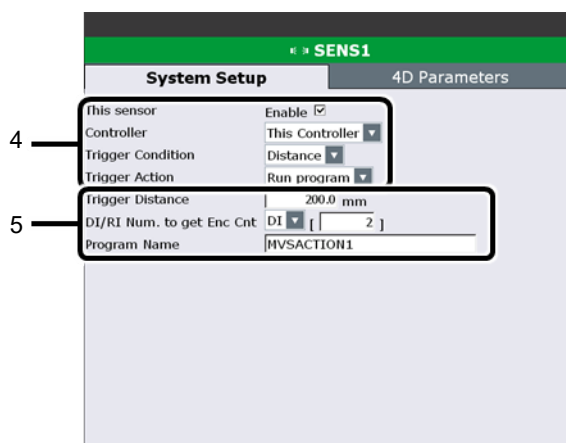 SENS1
System Setup 4D Parameters
This sensor Enable
4 Controller This Controller
Trigger Condition Distance
Trigger Action Run program
Trigger Distance 200.0 mm
5 DI/RI Num. to get Enc Cnt DI [ 2 ]
Program Name MVSACTION1